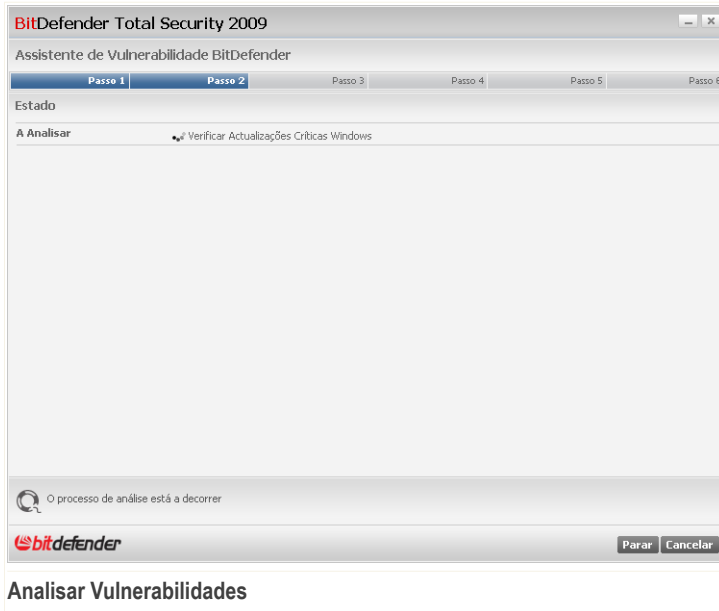 BitDefender Total Security 2009
Assistente de Vulnerabilidade BitDefender
Passo 1 Passo 2 Passo 3 Passo 4 Passo 5 Passo 6
Estado
A Analisar Verificar Actualizações Críticas Windows
O processo de análise está a decorrer
bitdefender Parar Cancelar
Analisar Vulnerabilidades